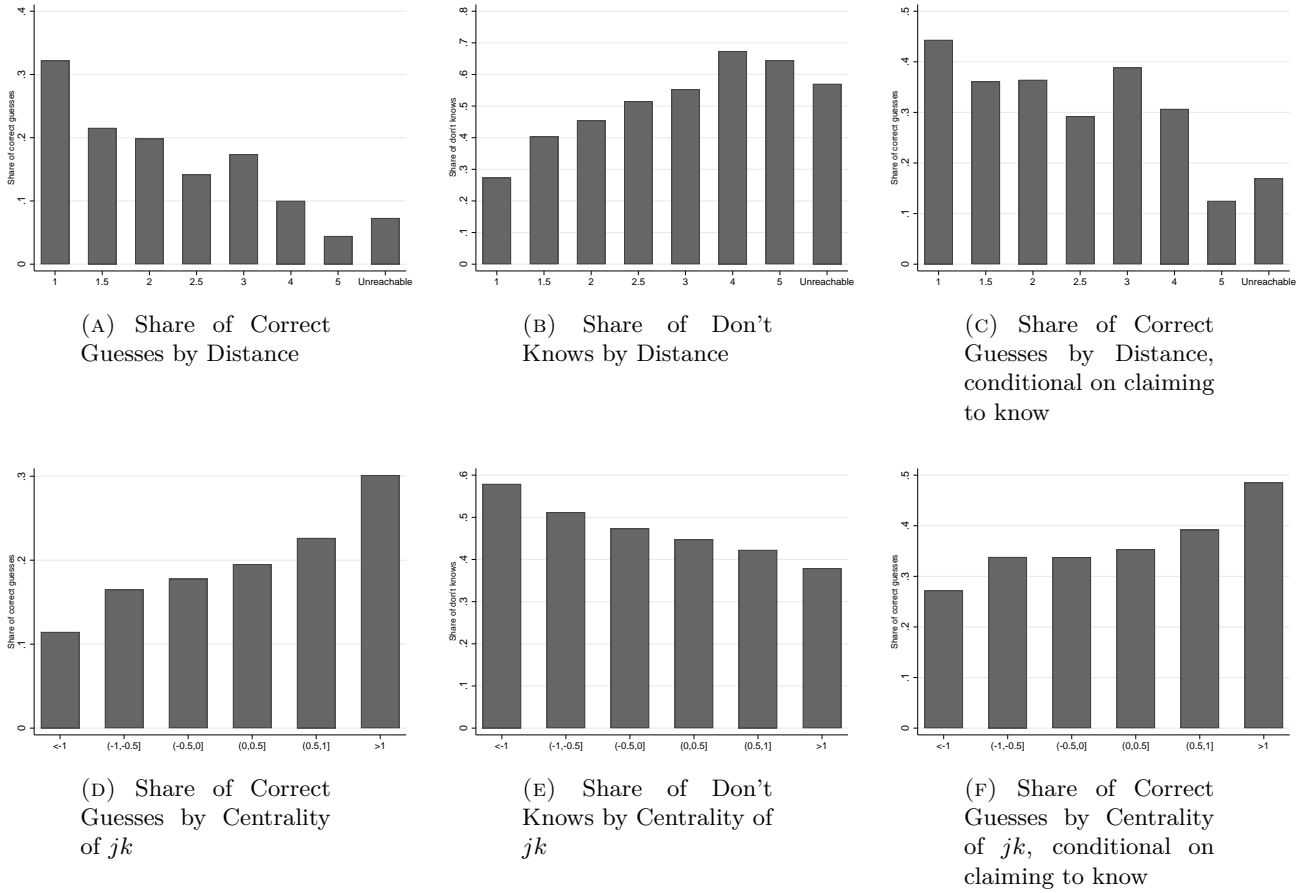 .4
.3
.2
.1
0
Share of correct guesses
1 1.5 2 2.5 3 4 5 Unreachable
(A) Share of Correct
Guesses by Distance
.8
.7
.6
.5
.4
.3
.2
.1
0
Share of don't knows
1 1.5 2 2.5 3 4 5 Unreachable
(B) Share of Don't
Knows by Distance
.5
.4
.3
.2
.1
0
Share of correct guesses
1 1.5 2 2.5 3 4 5 Unreachable
(C) Share of Correct
Guesses by Distance,
conditional on claiming
to know
.3
.2
.1
0
Share of correct guesses
<-1 (-1,-0.5] (-0.5,0] (0,0.5] (0.5,1] >1
(D) Share of Correct
Guesses by Centrality
of jk
.6
.5
.4
.3
.2
.1
0
Share of don't knows
<-1 (-1,-0.5] (-0.5,0] (0,0.5] (0.5,1] >1
(E) Share of Don't
Knows by Centrality of
jk
.5
.4
.3
.2
.1
0
Share of correct guesses
<-1 (-1,-0.5] (-0.5,0] (0,0.5] (0.5,1] >1
(F) Share of Correct
Guesses by Centrality
of jk, conditional on
claiming to know